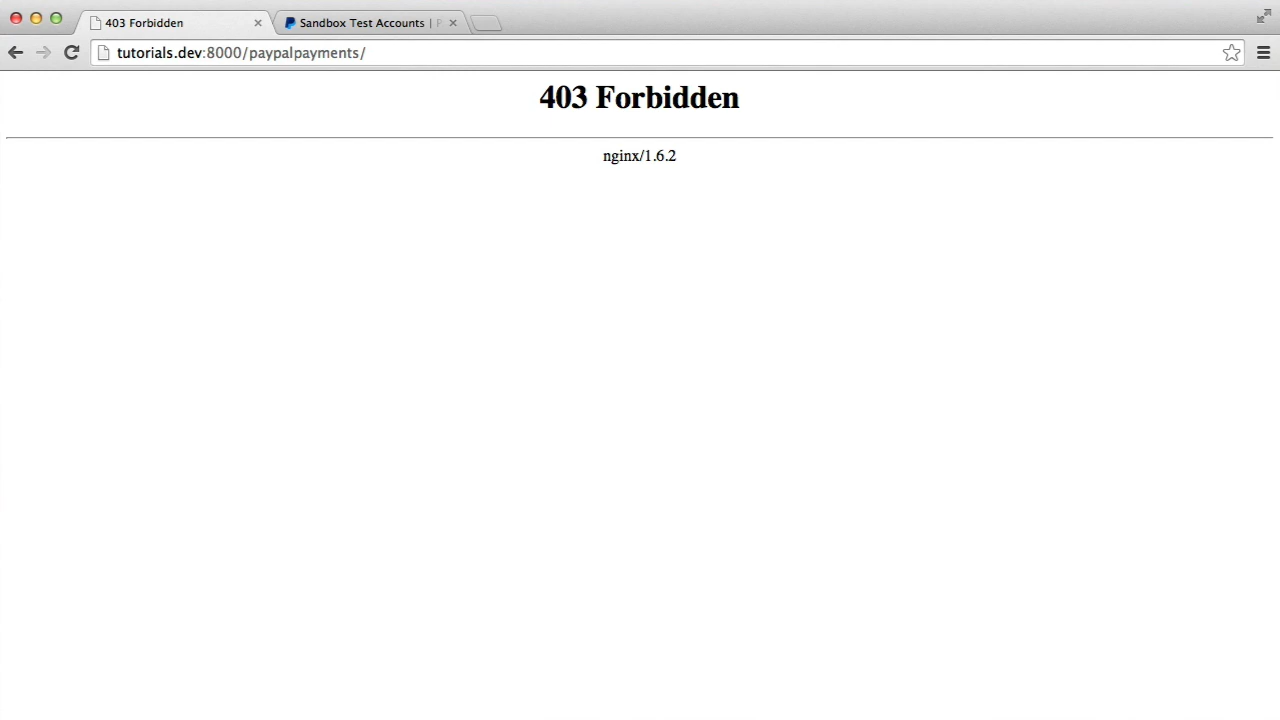 403 Forbidden
Sandbox Test Accounts | P
tutorials.dev:8000/paypalpayments/
403 Forbidden
nginx/1.6.2